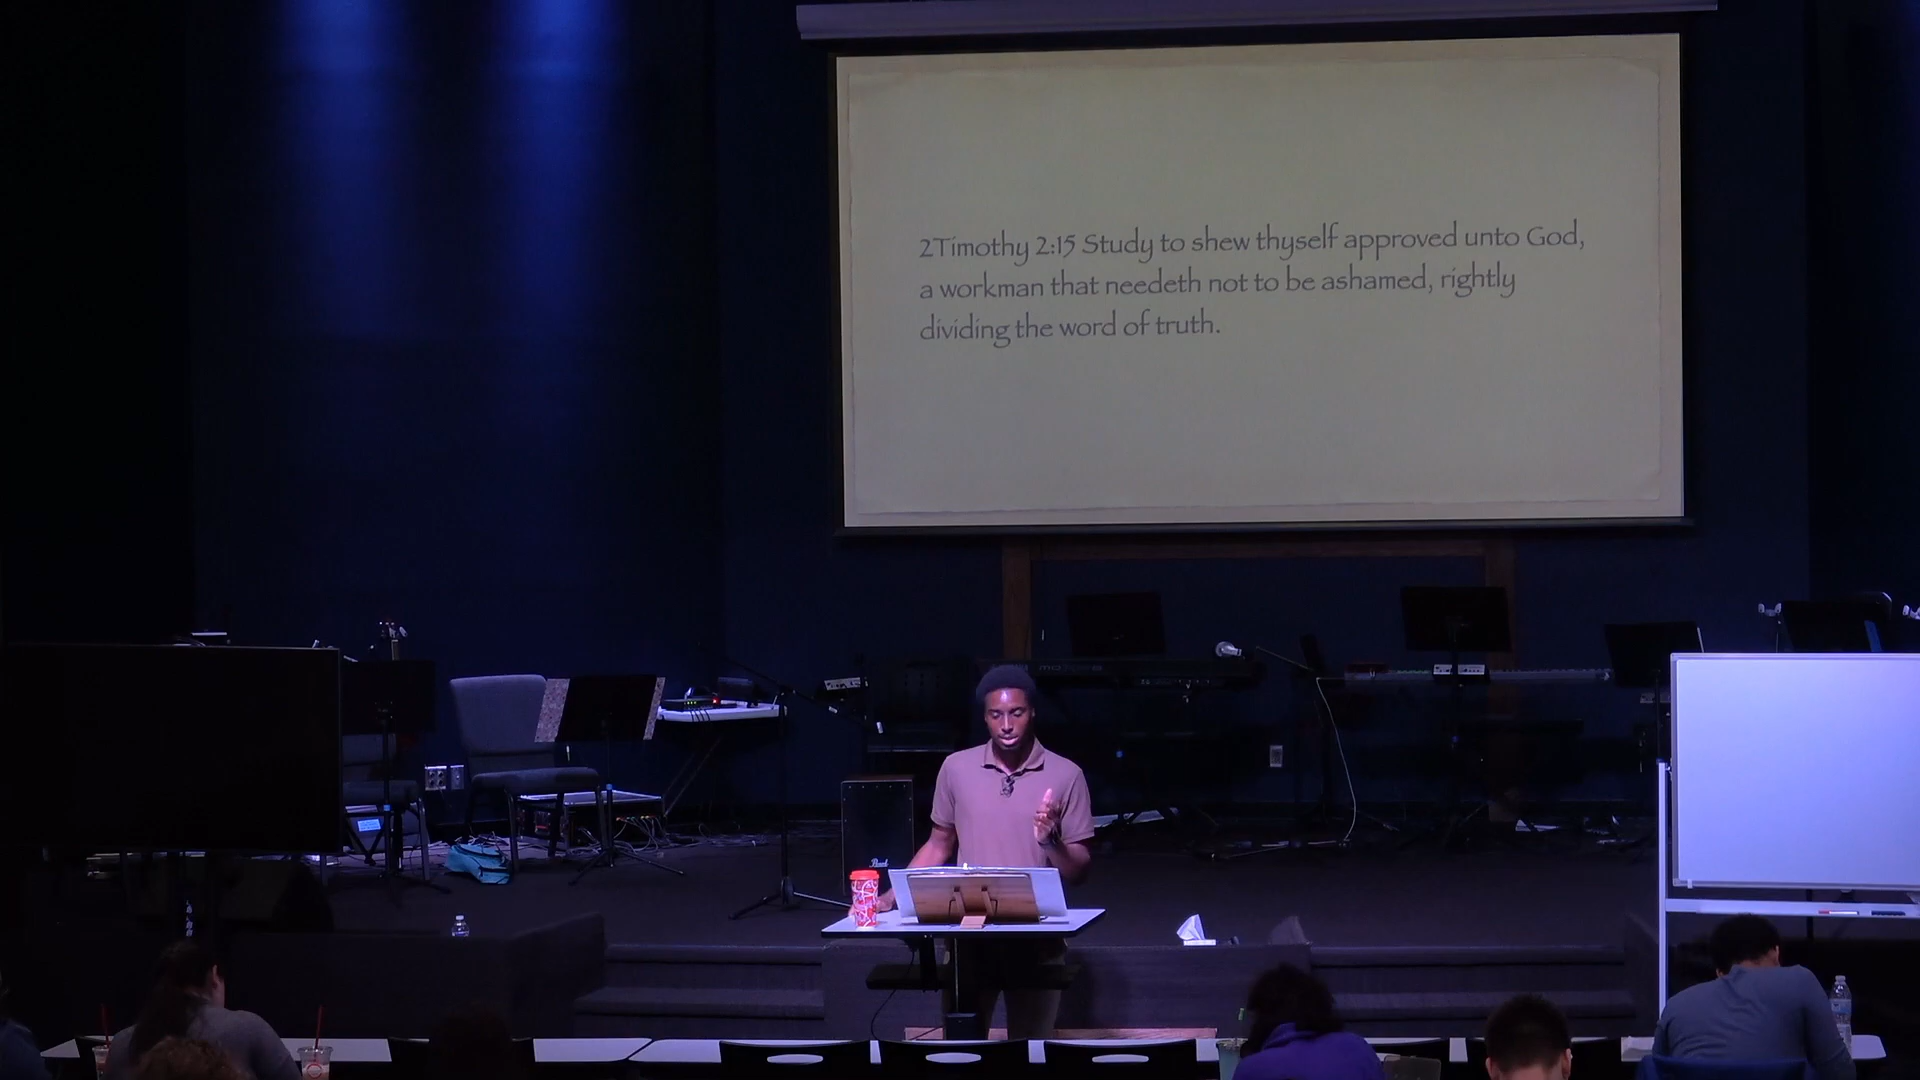 2Timothy 2:15 Study to shew thyself approved unto God,
a workman that needeth not to be ashamed, rightly
dividing the word of truth.
Pearl